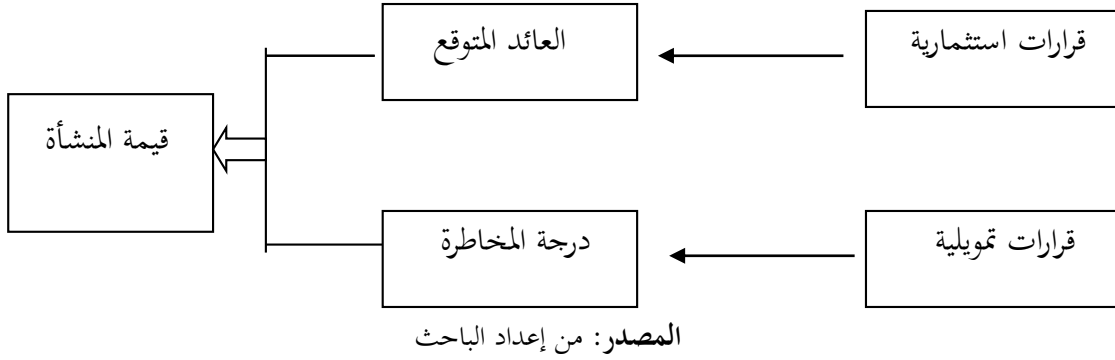 قرارات استثمارية
العائد المتوقع
قيمة المنشأة
قرارات تمويلية
درجة المخاطرة
المصدر: من إعداد الباحث